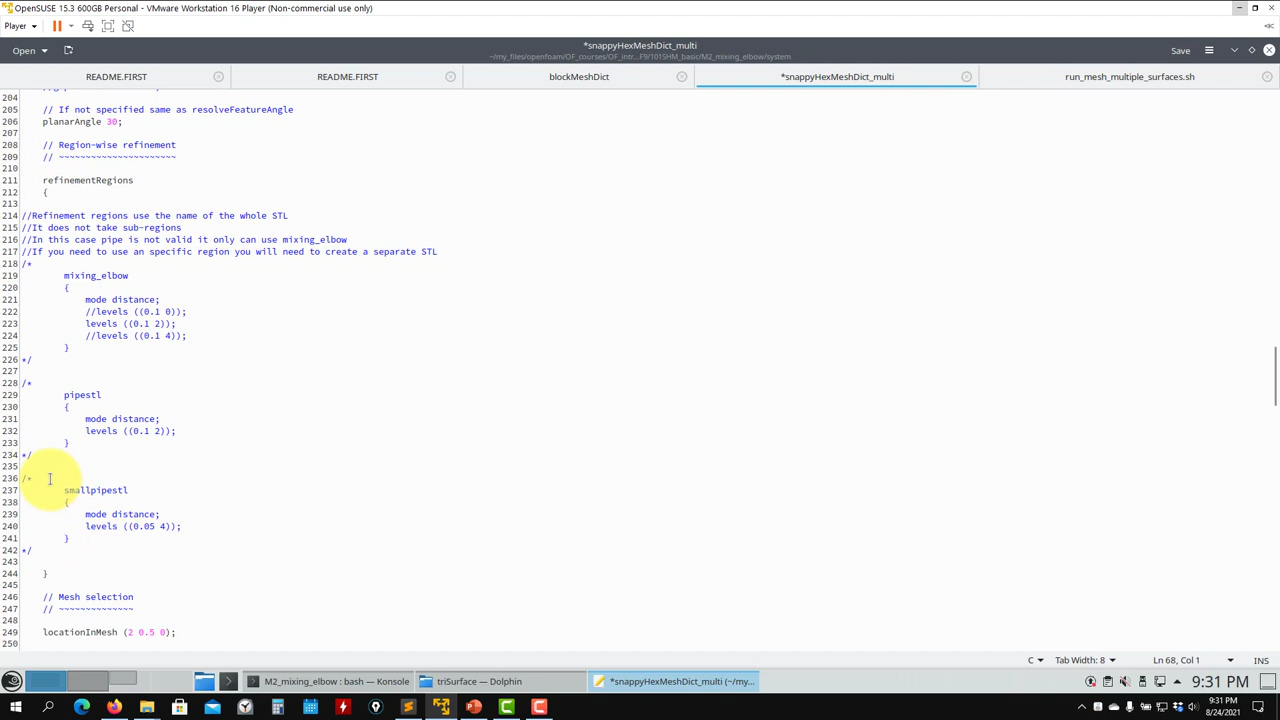 OpenSUSE 15.3 600GB Personal - VMware Workstation 16 Player (Non-commercial use only)
Player
Open
*snappyHexMeshDict_multi
~/my_files/openfoam/OF_courses/OF_intr...F9/101SHM_basic/M2_mixing_elbow/system
Save
README.FIRST
README.FIRST
blockMeshDict
*snappyHexMeshDict_multi
run_mesh_multiple_surfaces.sh
204
205 // If not specified same as resolveFeatureAngle
206 planarAngle 30;
207
208 // Region-wise refinement
209 // ~~~~~~~~~~~~~~~~~~~~~~
210
211 refinementRegions
212 {
213
214 //Refinement regions use the name of the whole STL
215 //It does not take sub-regions
216 //In this case pipe is not valid it only can use mixing_elbow
217 //If you need to use an specific region you will need to create a separate STL
218 /*
219 mixing_elbow
220 {
221 mode distance;
222 //levels ((0.1 0));
223 levels ((0.1 2));
224 //levels ((0.1 4));
225 }
226 */
227
228 /*
229 pipestl
230 {
231 mode distance;
232 levels ((0.1 2));
233 }
234 */
235
236 /*
237 smallpipestl
238 {
239 mode distance;
240 levels ((0.05 4));
241 }
242 */
243
244 }
245
246 // Mesh selection
247 // ~~~~~~~~~~~~~~
248
249 locationInMesh (2 0.5 0);
250
C
Tab Width: 8
Ln 68, Col 1
INS
M2_mixing_elbow : bash — Konsole
triSurface — Dolphin
*snappyHexMeshDict_multi (~/my...
9:31 PM
9:31 PM
8/24/2021